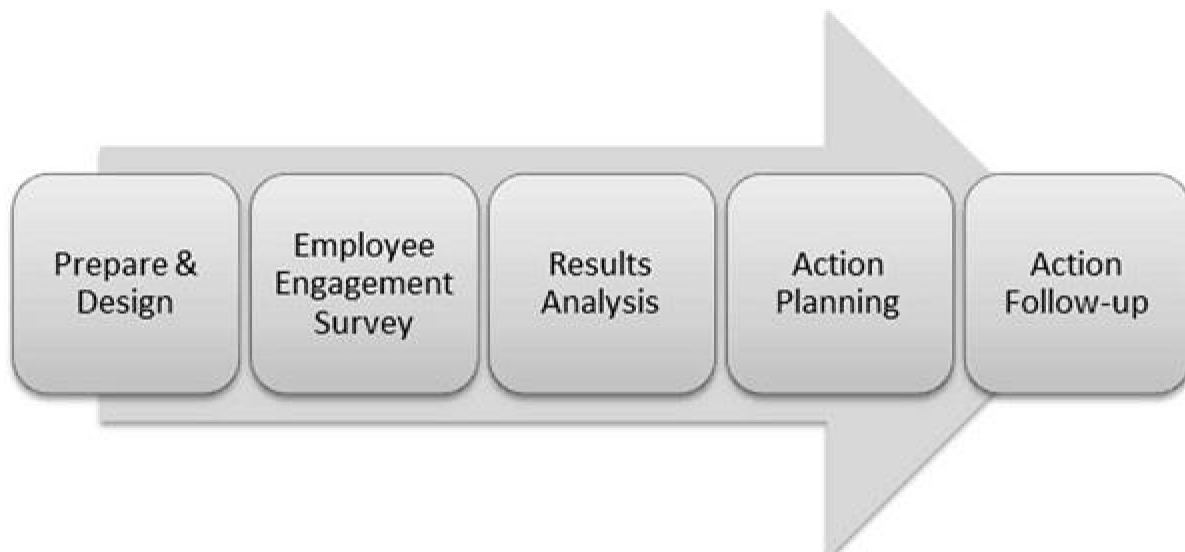 Prepare &
Design
Employee
Engagement
Survey
Results
Analysis
Action
Planning
Action
Follow-up